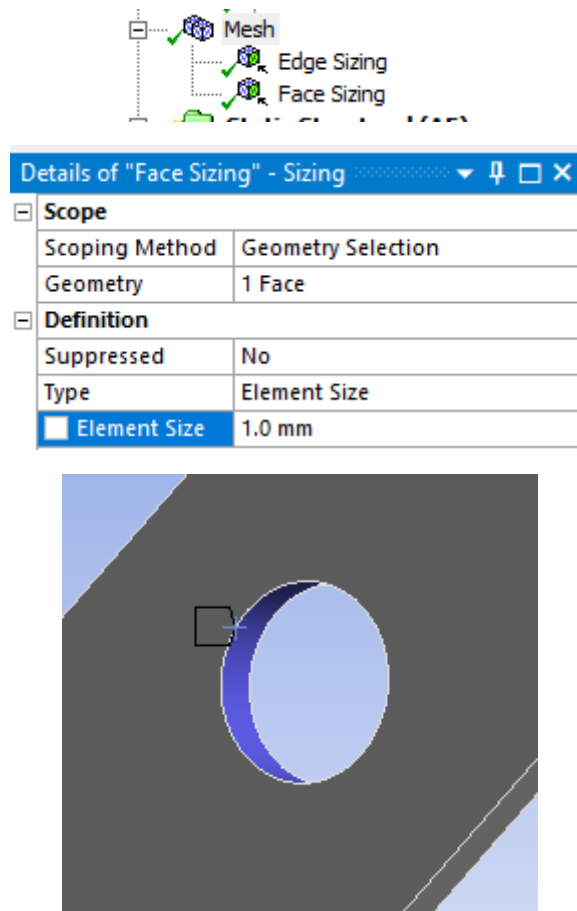 Mesh
Edge Sizing
Face Sizing
Details of "Face Sizing" - Sizing
Scope
Scoping Method Geometry Selection
Geometry 1 Face
Definition
Suppressed No
Type Element Size
Element Size 1.0 mm